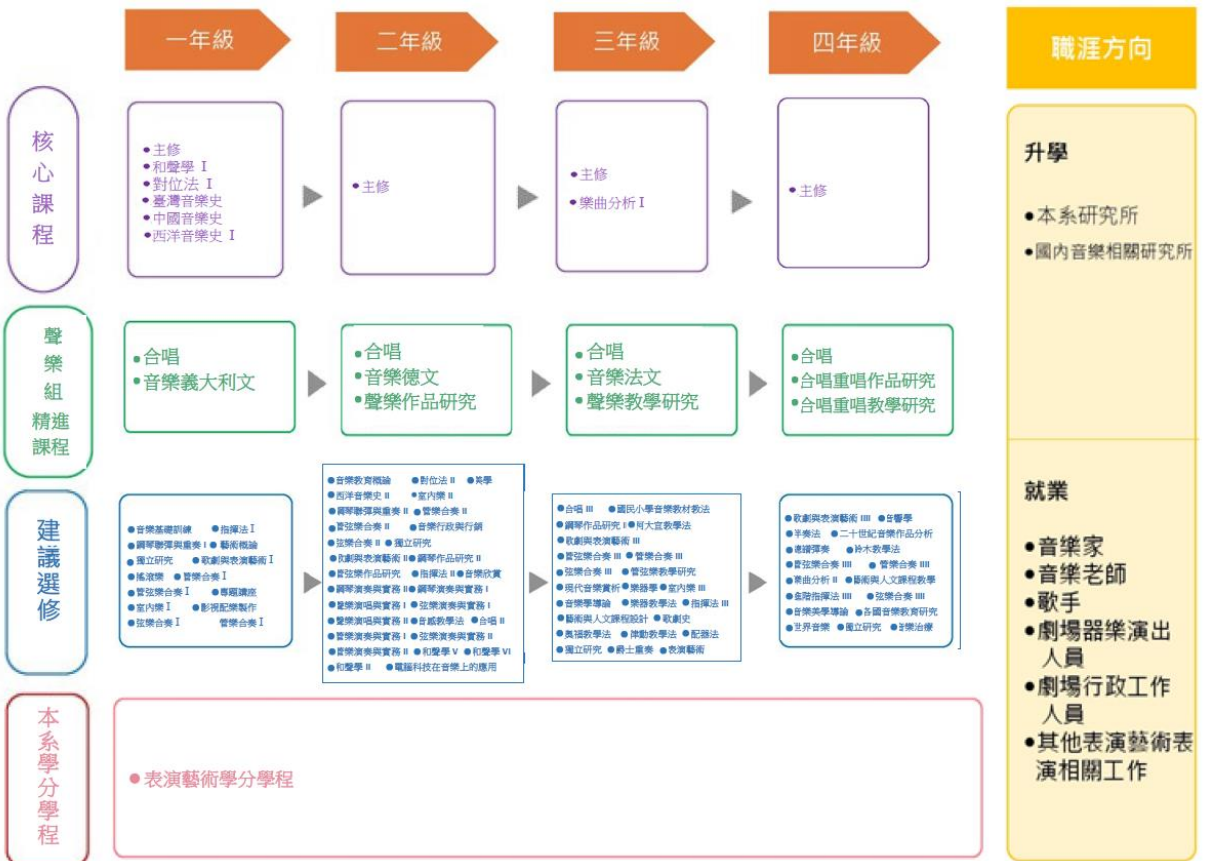 一年級
二年級
三年級
四年級
職涯方向
核心課程
●主修
●和聲學 I
●對位法 I
●臺灣音樂史
●中國音樂史
●西洋音樂史 I
●主修
●主修
●樂曲分析 I
●主修
聲樂組精進課程
●合唱
●音樂義大利文
●合唱
●音樂德文
●聲樂作品研究
●合唱
●音樂法文
●聲樂教學研究
●合唱
●合唱重唱作品研究
●合唱重唱教學研究
建議選修
●音樂基礎訓練 ●指揮法 I
●鋼琴聯彈與重奏 I ●藝術概論
●獨立研究 ●歌劇與表演藝術 I
●搖滾樂 ●管樂合奏 I
●管弦樂合奏 I ●專題講座
●室內樂 I ●影視配樂製作
●弦樂合奏 I 管樂合奏 I
●音樂教育概論 ●對位法 II ●美學
●西洋音樂史 II ●室內樂 II
●鋼琴聯彈與重奏 II ●管樂合奏 II
●管弦樂合奏 II ●音樂行政與行銷
●弦樂合奏 II ●獨立研究
●歌劇與表演藝術 II ●鋼琴作品研究 II
●管弦樂作品研究 ●指揮法 II ●音樂欣賞
●鋼琴演奏與實務 II ●鋼琴演奏與實務 I
●聲樂演唱與實務 I ●弦樂演奏與實務 I
●聲樂演唱與實務 II ●音感教學法 ●合唱 II
●管樂演奏與實務 I ●弦樂演奏與實務 II
●管樂演奏與實務 II ●和聲學 V ●和聲學 VI
●和聲學 II ●電腦科技在音樂上的應用
●合唱 III ●國民小學音樂教材教法
●鋼琴作品研究 I ●柯大宜教學法
●歌劇與表演藝術 III
●管弦樂合奏 III ●管樂合奏 III
●弦樂合奏 III ●管弦樂教學研究
●現代音樂賞析 ●樂器學 ●室內樂 III
●音樂學導論 ●樂器教學法 ●指揮法 III
●藝術與人文課程設計 ●歌劇史
●奧福教學法 ●律動教學法 ●配器法
●獨立研究 ●爵士重奏 ●表演藝術
●歌劇與表演藝術 IIII ●音響學
●伴奏法 ●二十世紀音樂作品分析
●總譜彈奏 ●鈴木教學法
●管弦樂合奏 IIII ●管樂合奏 IIII
●樂曲分析 II ●藝術與人文課程教學
●進階指揮法 IIII ●弦樂合奏 IIII
●音樂美學導論 ●各國音樂教育研究
●世界音樂 ●獨立研究 ●音樂治療
本系學分學程
●表演藝術學分學程
升學
●本系研究所
●國內音樂相關研究所
就業
●音樂家
●音樂老師
●歌手
●劇場器樂演出
人員
●劇場行政工作
人員
●其他表演藝術表
演相關工作